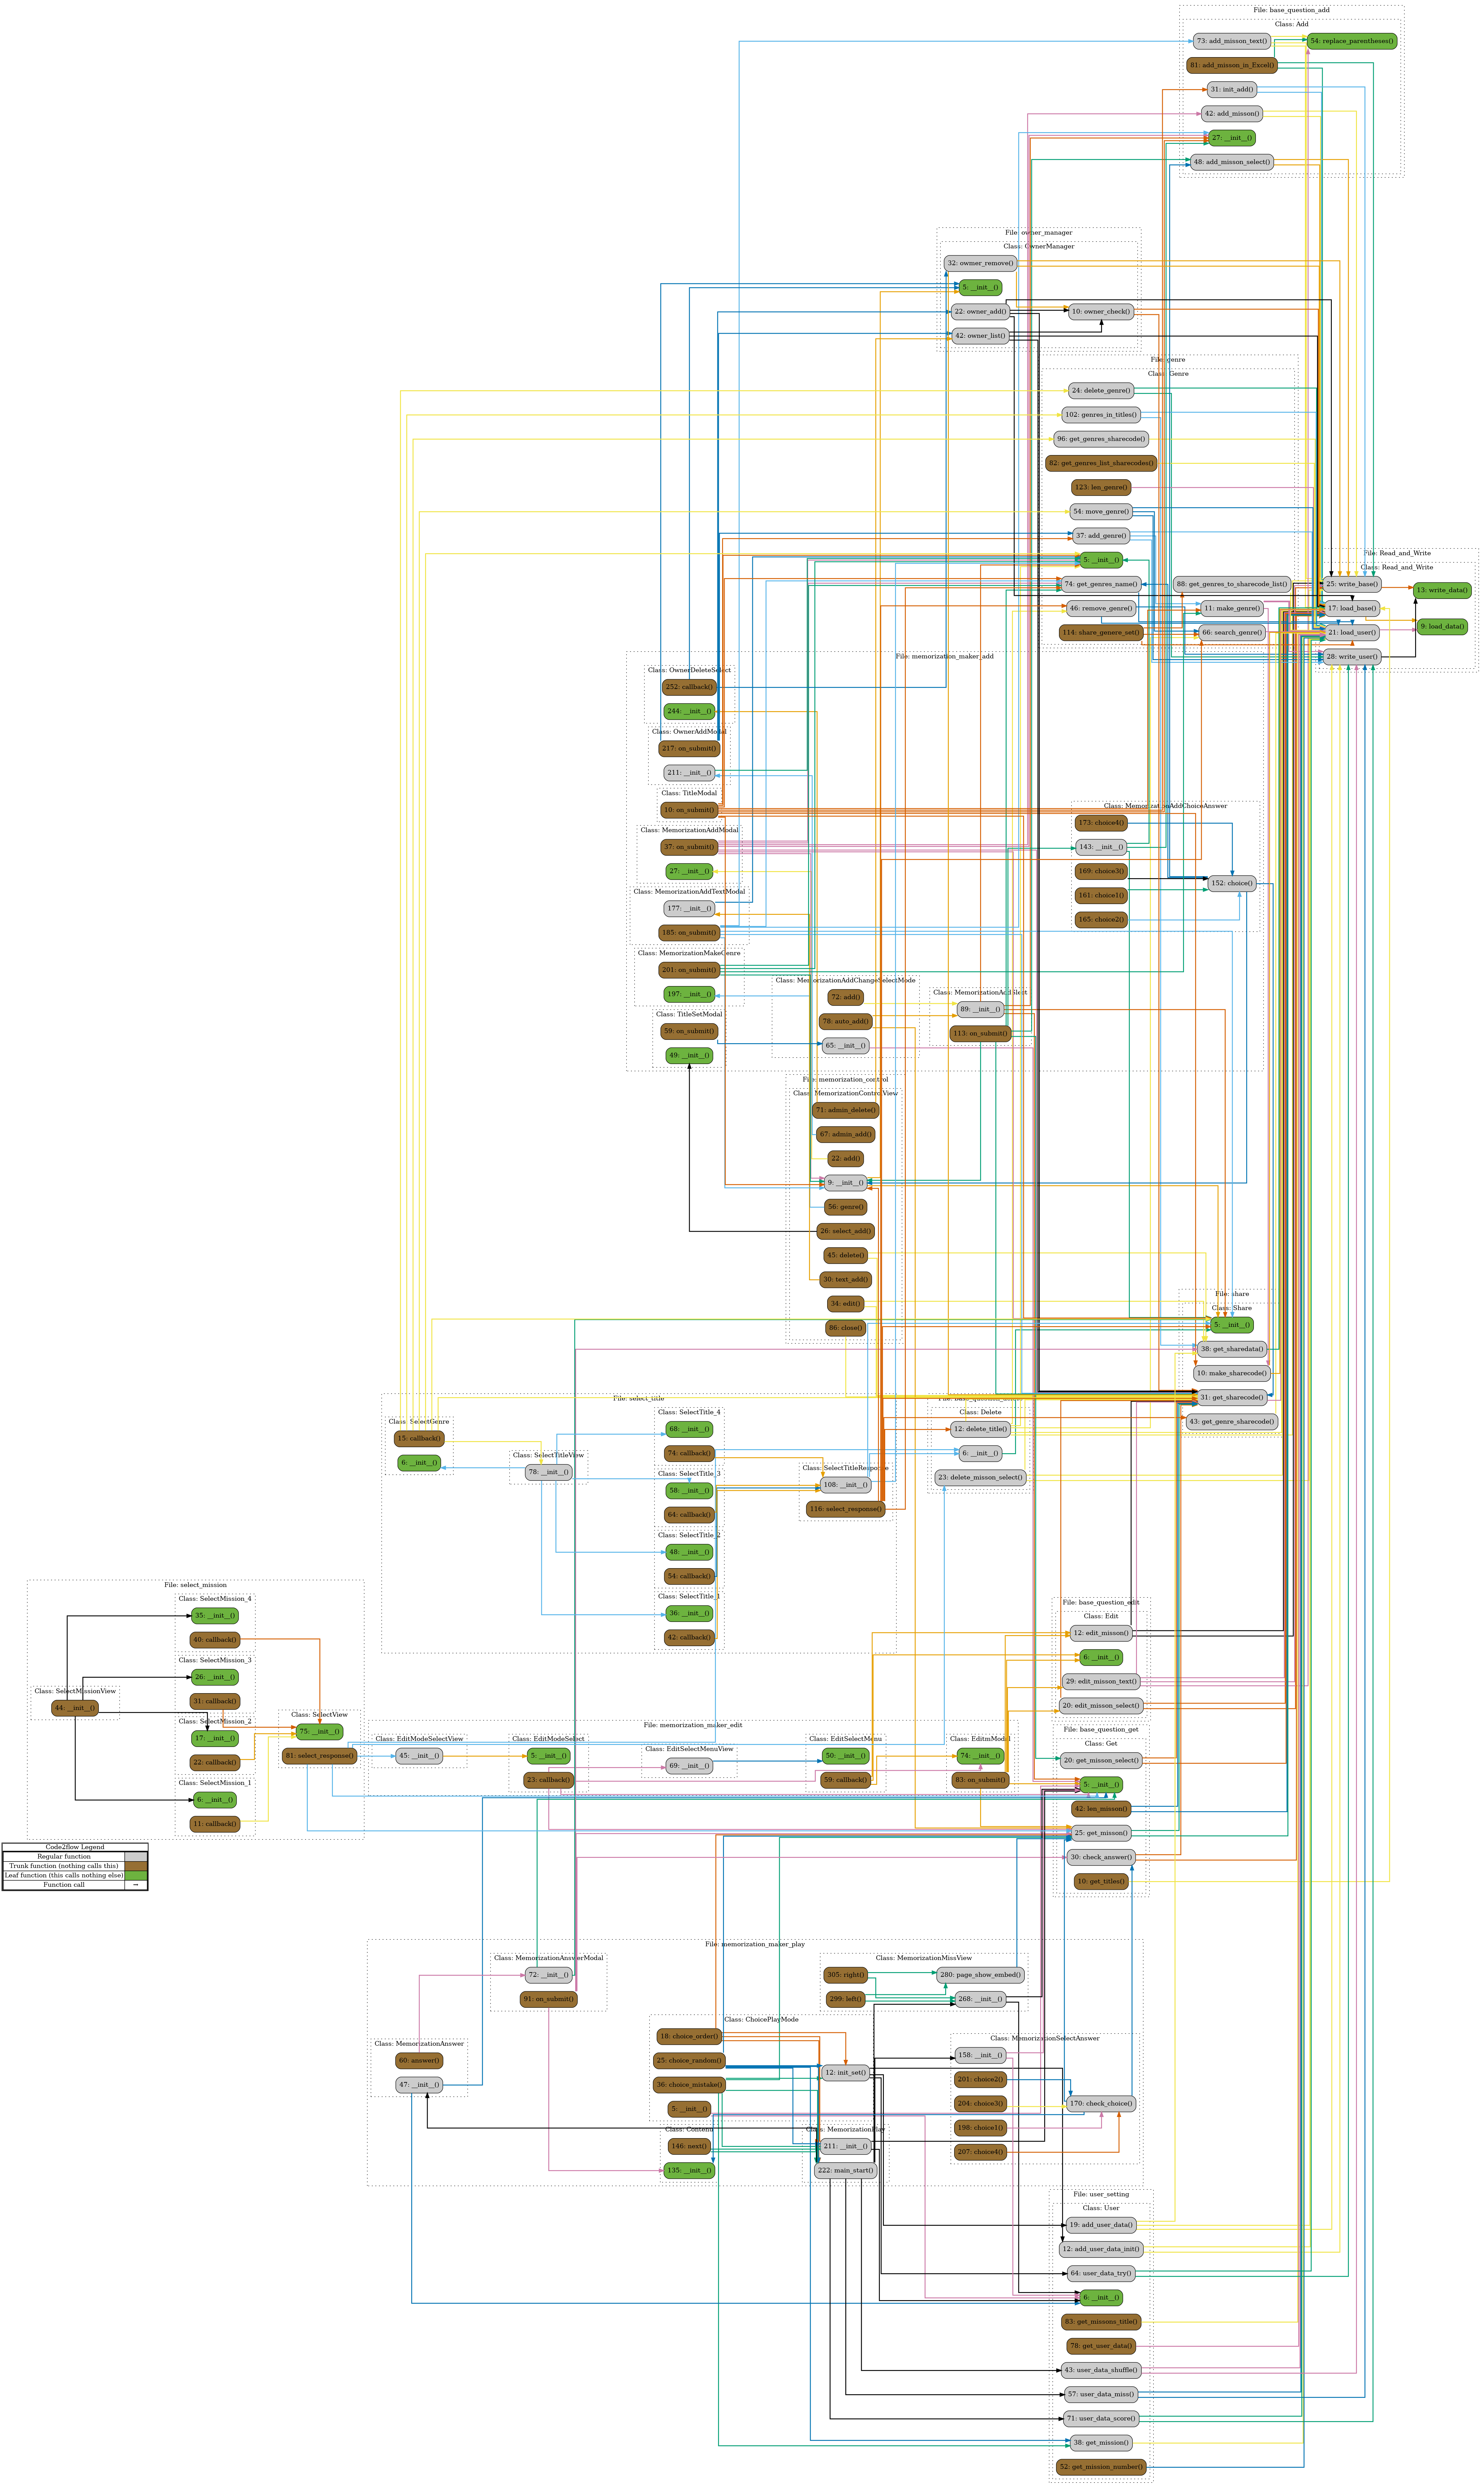 File: base_question_add
Class: Add
73: add_misson_text()
54: replace_parentheses()
81: add_misson_in_Excel()
31: init_add()
42: add_misson()
27: __init__()
48: add_misson_select()
File: owner_manager
Class: OwnerManager
32: owner_remove()
5: __init__()
22: owner_add()
10: owner_check()
42: owner_list()
File: genre
Class: Genre
24: delete_genre()
102: genres_in_titles()
96: get_genres_sharecode()
82: get_genres_list_sharecodes()
123: len_genre()
54: move_genre()
37: add_genre()
5: __init__()
74: get_genres_name()
88: get_genres_to_sharecode_list()
46: remove_genre()
11: make_genre()
114: share_genere_set()
66: search_genre()
File: Read_and_Write
Class: Read_and_Write
25: write_base()
13: write_data()
17: load_base()
9: load_data()
21: load_user()
28: write_user()
File: memorization_maker_add
Class: OwnerDeleteSelect
252: callback()
244: __init__()
Class: OwnerAddModal
217: on_submit()
211: __init__()
Class: TitleModal
10: on_submit()
Class: MemorizationAddModal
37: on_submit()
27: __init__()
Class: MemorizationAddTextModal
177: __init__()
185: on_submit()
Class: MemorizationMakeGenre
201: on_submit()
197: __init__()
Class: TitleSetModal
59: on_submit()
49: __init__()
Class: MemorizationAddChoiceAnswer
173: choice4()
143: __init__()
169: choice3()
152: choice()
161: choice1()
165: choice2()
Class: MemorizationAddChangeSelectMode
72: add()
78: auto_add()
65: __init__()
Class: MemorizationAddSelect
89: __init__()
113: on_submit()
File: memorization_control
Class: MemorizationControlView
71: admin_delete()
67: admin_add()
22: add()
9: __init__()
56: genre()
26: select_add()
45: delete()
30: text_add()
34: edit()
86: close()
File: share
Class: Share
5: __init__()
38: get_sharedata()
10: make_sharecode()
31: get_sharecode()
43: get_genre_sharecode()
File: select_title
Class: SelectGenre
15: callback()
6: __init__()
Class: SelectTitleView
78: __init__()
Class: SelectTitle_4
68: __init__()
74: callback()
Class: SelectTitle_3
58: __init__()
64: callback()
Class: SelectTitle_2
48: __init__()
54: callback()
Class: SelectTitle_1
36: __init__()
42: callback()
Class: SelectTitleResponse
108: __init__()
116: select_response()
Class: Delete
12: delete_title()
6: __init__()
23: delete_misson_select()
File: select_mission
Class: SelectMission_4
35: __init__()
40: callback()
Class: SelectMission_3
26: __init__()
31: callback()
Class: SelectMissionView
44: __init__()
Class: SelectMission_2
17: __init__()
22: callback()
Class: SelectMission_1
6: __init__()
11: callback()
Class: SelectView
75: __init__()
81: select_response()
File: memorization_maker_edit
Class: EditModeSelectView
45: __init__()
Class: EditModeSelect
5: __init__()
23: callback()
Class: EditSelectMenuView
69: __init__()
Class: EditSelectMenu
50: __init__()
59: callback()
Class: EditmModal
74: __init__()
83: on_submit()
File: base_question_edit
Class: Edit
12: edit_misson()
6: __init__()
29: edit_misson_text()
20: edit_misson_select()
File: base_question_get
Class: Get
20: get_misson_select()
5: __init__()
42: len_misson()
25: get_misson()
30: check_answer()
10: get_titles()
Code2flow Legend
Regular function
Trunk function (nothing calls this)
Leaf function (this calls nothing else)
Function call →
File: memorization_maker_play
Class: MemorizationAnswerModal
72: __init__()
91: on_submit()
Class: MemorizationMissView
305: right()
280: page_show_embed()
299: left()
268: __init__()
Class: MemorizationAnswer
60: answer()
47: __init__()
Class: ChoicePlayMode
18: choice_order()
25: choice_random()
12: init_set()
36: choice_mistake()
5: __init__()
Class: MemorizationSelectAnswer
158: __init__()
201: choice2()
204: choice3()
170: check_choice()
198: choice1()
207: choice4()
Class: Content
146: next()
135: __init__()
Class: MemorizationPlay
211: __init__()
222: main_start()
File: user_setting
Class: User
19: add_user_data()
12: add_user_data_init()
64: user_data_try()
6: __init__()
83: get_missons_title()
78: get_user_data()
43: user_data_shuffle()
57: user_data_miss()
71: user_data_score()
38: get_mission()
52: get_mission_number()